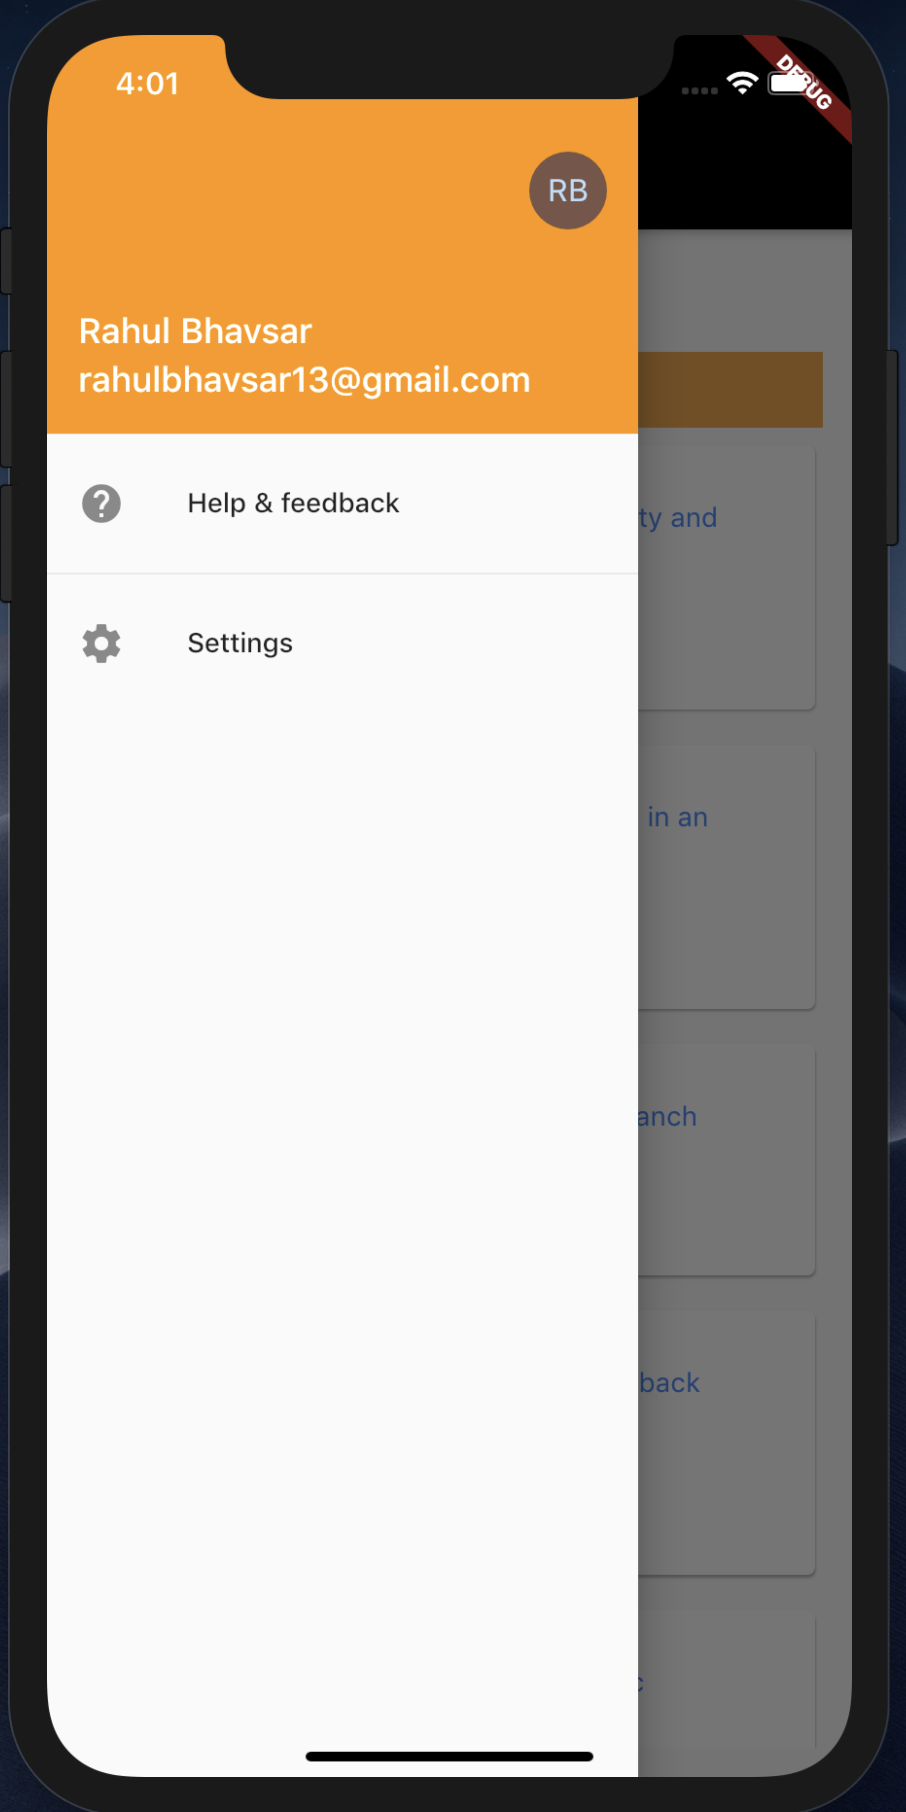 4:01
DEBUG
RB
Rahul Bhavsar
rahulbhavsar13@gmail.com
Help & feedback
Settings
ty and
in an
anch
back